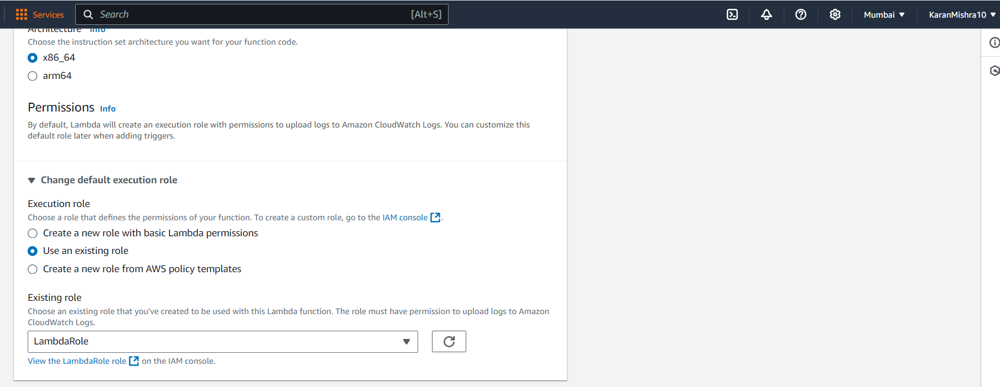 Services
Search [Alt+S]
Mumbai
KaranMishra10
Architecture Info
Choose the instruction set architecture you want for your function code.
x86_64
arm64
Permissions Info
By default, Lambda will create an execution role with permissions to upload logs to Amazon CloudWatch Logs. You can customize this
default role later when adding triggers.
Change default execution role
Execution role
Choose a role that defines the permissions of your function. To create a custom role, go to the IAM console.
Create a new role with basic Lambda permissions
Use an existing role
Create a new role from AWS policy templates
Existing role
Choose an existing role that you've created to be used with this Lambda function. The role must have permission to upload logs to Amazon
CloudWatch Logs.
LambdaRole
View the LambdaRole role on the IAM console.